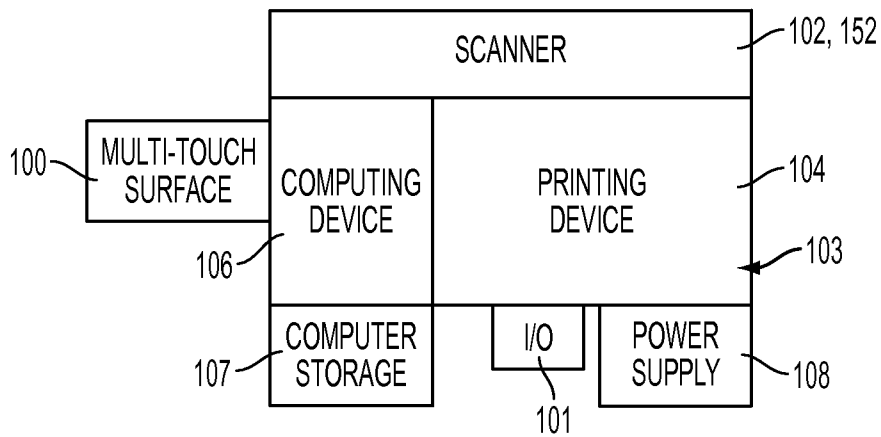 SCANNER
102, 152
100
MULTI-TOUCH
SURFACE
COMPUTING
DEVICE
106
PRINTING
DEVICE
104
103
107
COMPUTER
STORAGE
I/O
101
POWER
SUPPLY
108